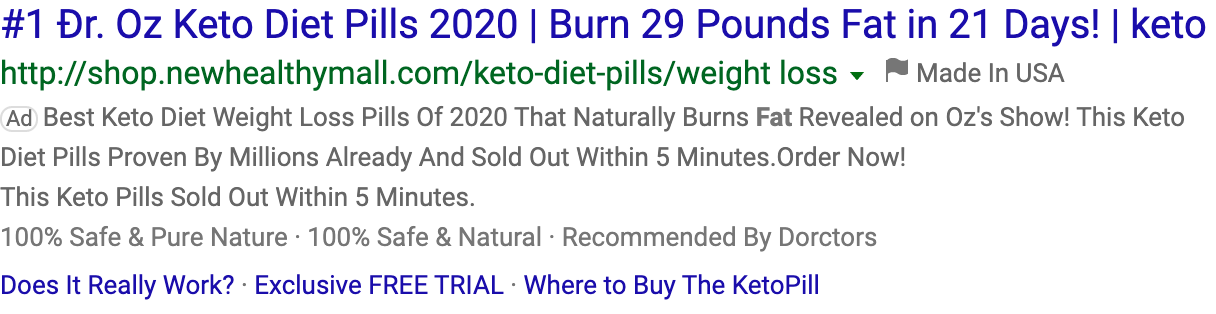 #1 Đr. Oz Keto Diet Pills 2020 | Burn 29 Pounds Fat in 21 Days! | keto
http://shop.newhealthymall.com/keto-diet-pills/weight loss Made In USA
Ad Best Keto Diet Weight Loss Pills Of 2020 That Naturally Burns Fat Revealed on Oz's Show! This Keto
Diet Pills Proven By Millions Already And Sold Out Within 5 Minutes.Order Now!
This Keto Pills Sold Out Within 5 Minutes.
100% Safe & Pure Nature · 100% Safe & Natural · Recommended By Dorctors
Does It Really Work? · Exclusive FREE TRIAL · Where to Buy The KetoPill